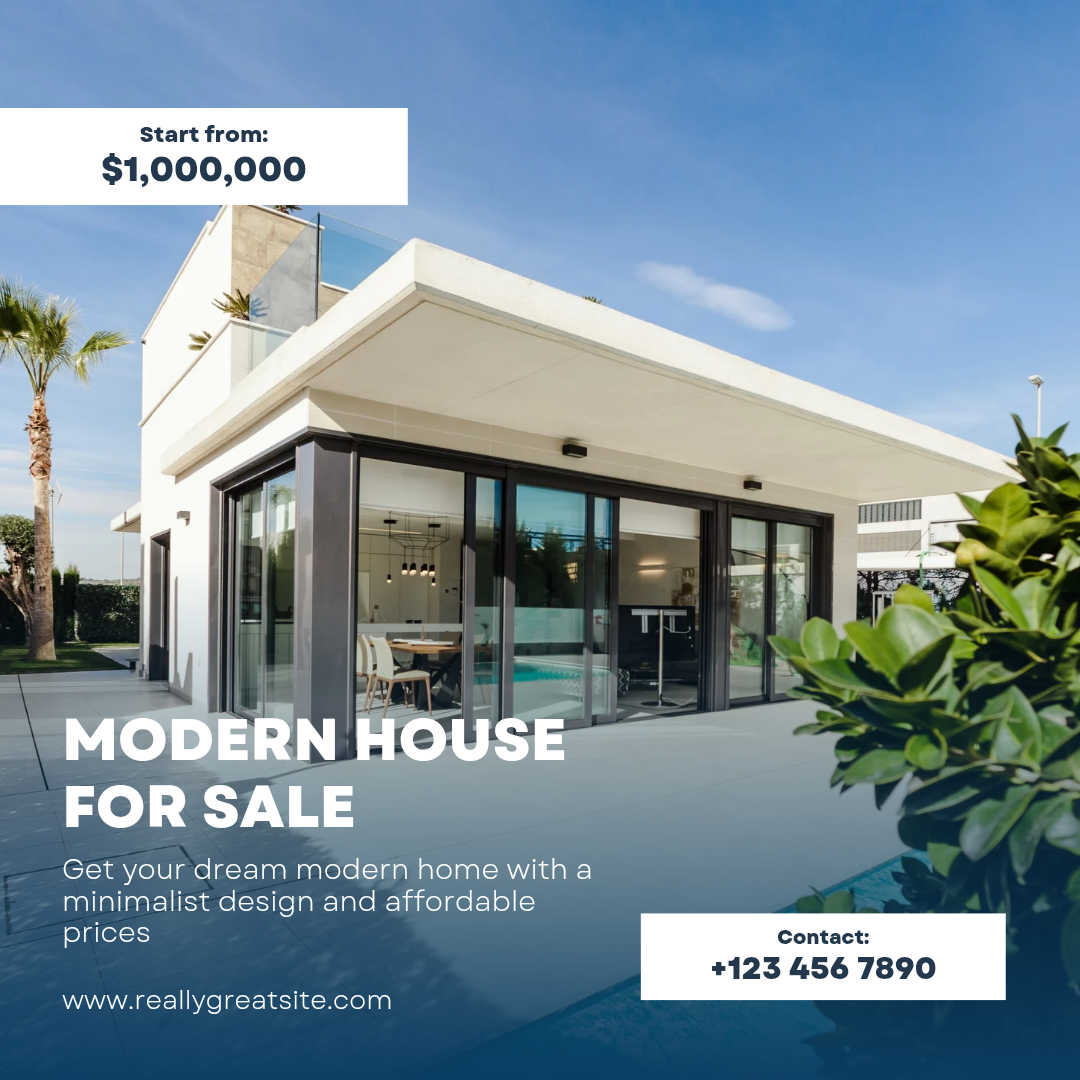 Start from:
$1,000,000
MODERN HOUSE
FOR SALE
Get your dream modern home with a
minimalist design and affordable
prices
www.reallygreatsite.com
Contact:
+123 456 7890